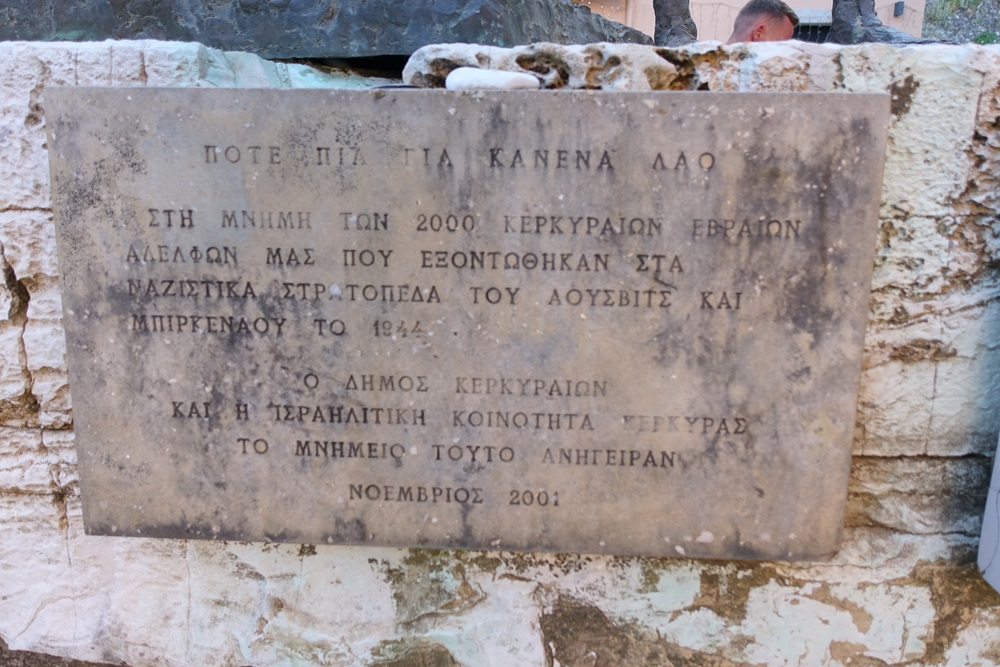 ΠΟΤΕ ΠΙΑ ΓΙΑ ΚΑΝΕΝΑ ΛΑΟ
ΣΤΗ ΜΝΗΜΗ ΤΩΝ 2000 ΚΕΡΚΥΡΑΙΩΝ ΕΒΡΑΙΩΝ
ΑΔΕΛΦΩΝ ΜΑΣ ΠΟΥ ΕΞΟΝΤΩΘΗΚΑΝ ΣΤΑ
ΝΑΖΙΣΤΙΚΑ ΣΤΡΑΤΟΠΕΔΑ ΤΟΥ ΑΟΥΣΒΙΤΣ ΚΑΙ
ΜΠΙΡΚΕΝΑΟΥ ΤΟ 1944 .
Ο ΔΗΜΟΣ ΚΕΡΚΥΡΑΙΩΝ
ΚΑΙ Η ΙΣΡΑΗΛΙΤΙΚΗ ΚΟΙΝΟΤΗΤΑ ΚΕΡΚΥΡΑΣ
ΤΟ ΜΝΗΜΕΙΟ ΤΟΥΤΟ ΑΝΗΓΕΙΡΑΝ
ΝΟΕΜΒΡΙΟΣ 2001